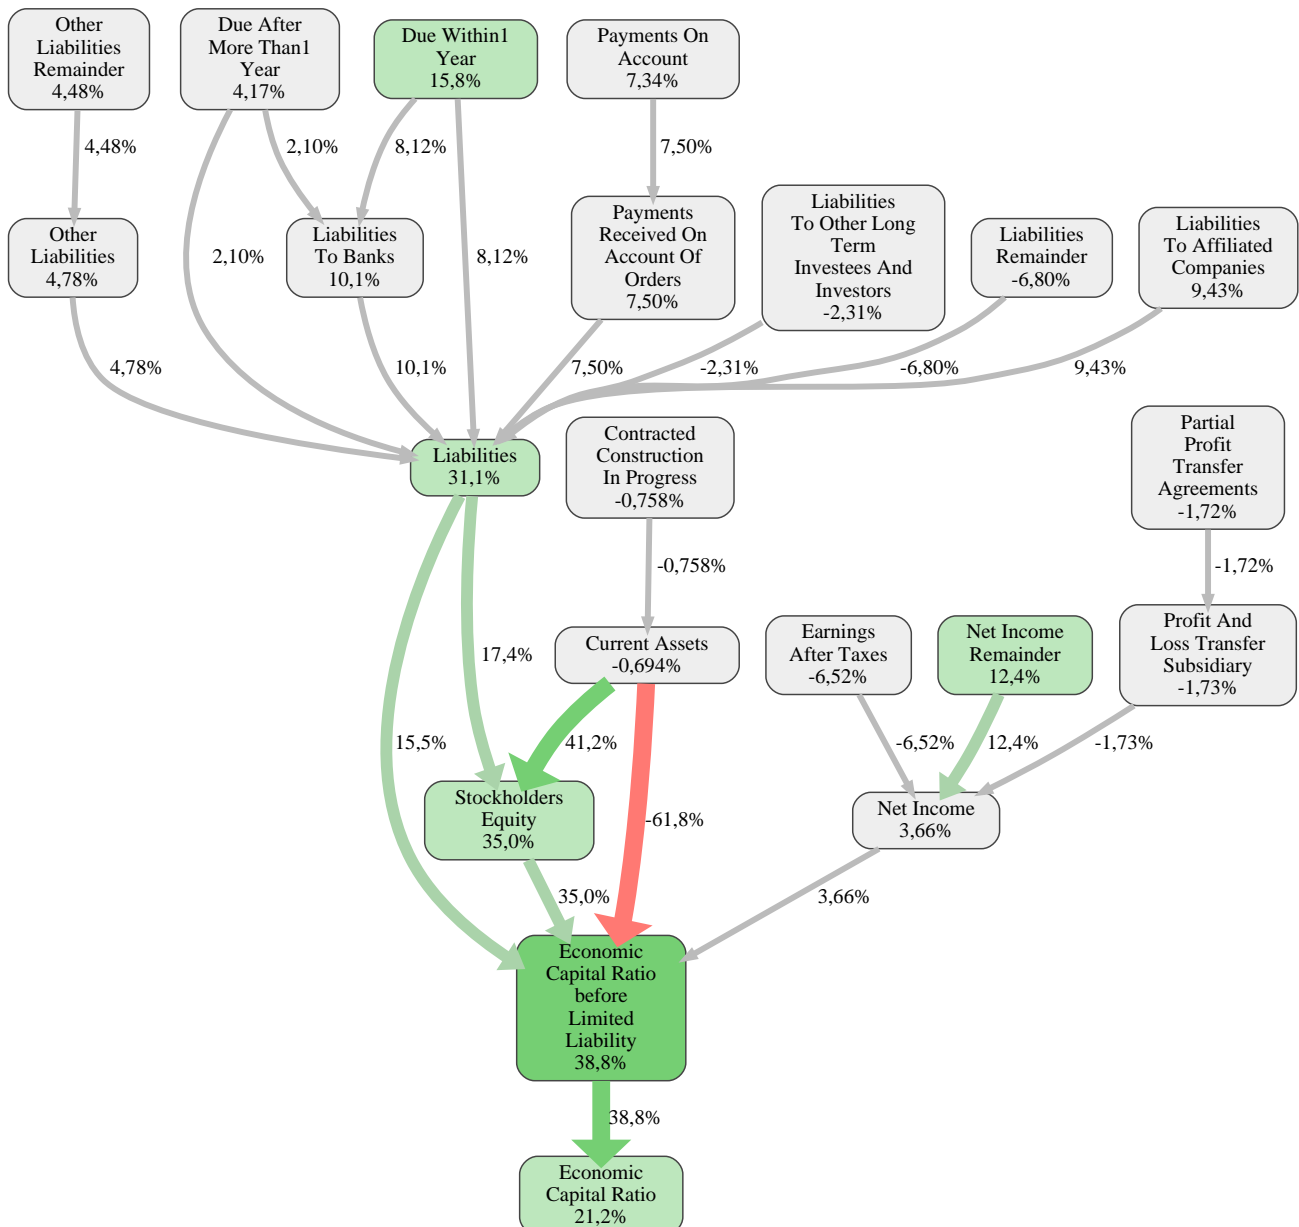 Other
Liabilities
Remainder
4,48%
Due After
More Than1
Year
4,17%
Due Within1
Year
15,8%
Payments On
Account
7,34%
4,48%
2,10%
8,12%
7,50%
Other
Liabilities
4,78%
2,10%
Liabilities
To Banks
10,1%
8,12%
Payments
Received On
Account Of
Orders
7,50%
Liabilities
To Other Long
Term
Investees And
Investors
-2,31%
Liabilities
Remainder
-6,80%
Liabilities
To Affiliated
Companies
9,43%
4,78%
10,1%
7,50%
-2,31%
-6,80%
9,43%
Liabilities
31,1%
Contracted
Construction
In Progress
-0,758%
Partial
Profit
Transfer
Agreements
-1,72%
-0,758%
-1,72%
17,4%
Current Assets
-0,694%
Earnings
After Taxes
-6,52%
Net Income
Remainder
12,4%
Profit And
Loss Transfer
Subsidiary
-1,73%
15,5%
41,2%
-6,52%
12,4%
-1,73%
Stockholders
Equity
35,0%
-61,8%
Net Income
3,66%
35,0%
3,66%
Economic
Capital Ratio
before
Limited
Liability
38,8%
38,8%
Economic
Capital Ratio
21,2%